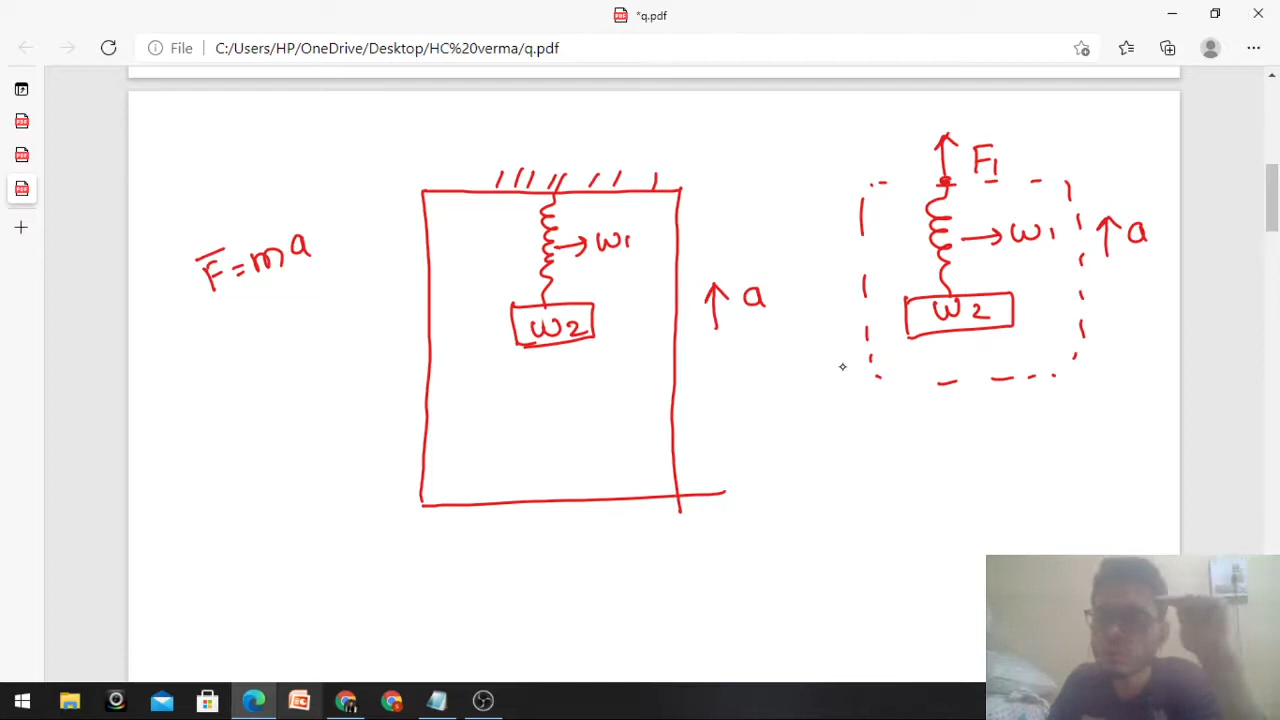 *q.pdf
File C:/Users/HP/OneDrive/Desktop/HC%20verma/q.pdf
F = ma
W1
W2
a
F1
W1
W2
a